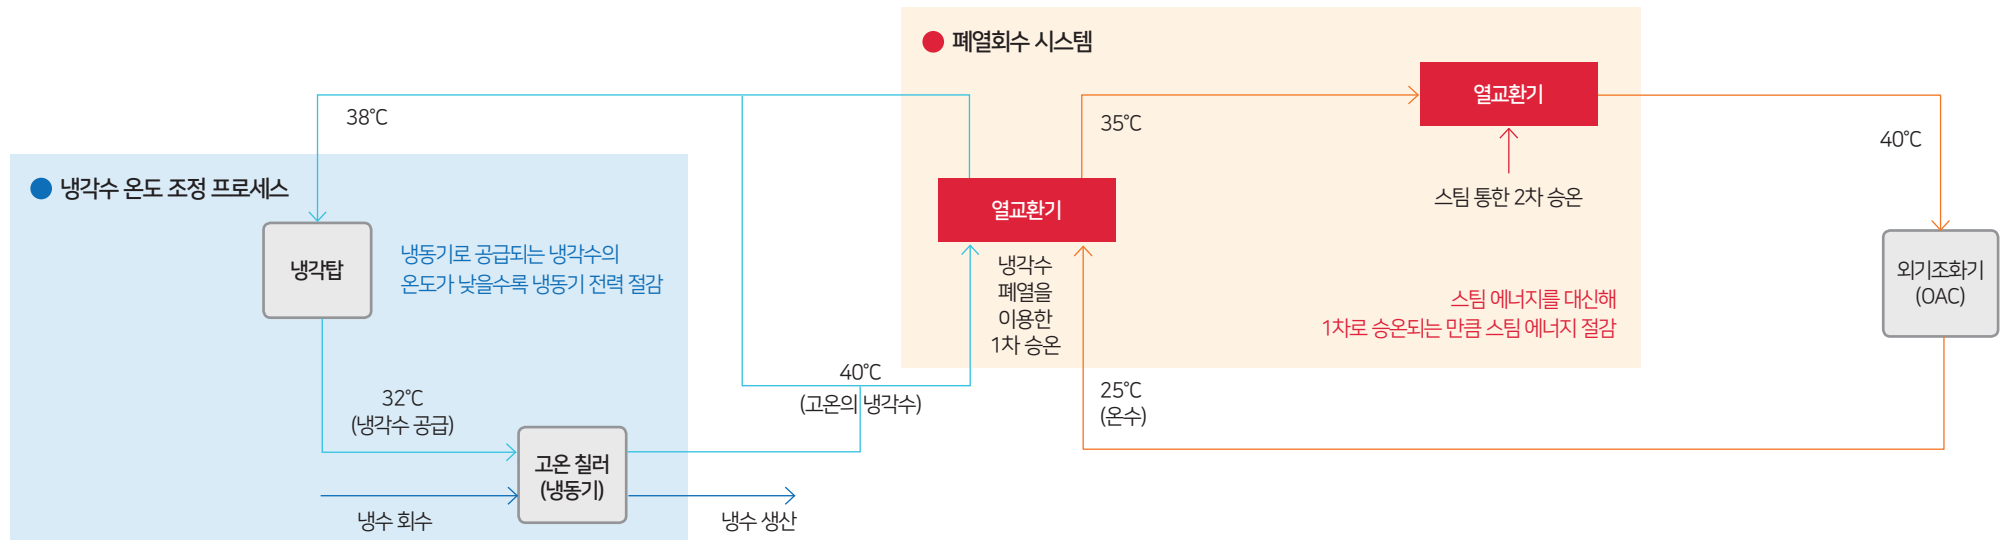 폐열회수 시스템
열교환기
38℃
35℃
40℃
냉각수 온도 조정 프로세스
스팀 통한 2차 승온
열교환기
냉각탑
냉동기로 공급되는 냉각수의
온도가 낮을수록 냉동기 전력 절감
냉각수
폐열을
이용한
1차 승온
스팀 에너지를 대신해
1차로 승온되는 만큼 스팀 에너지 절감
외기조화기
(OAC)
40℃
(고온의 냉각수)
25℃
(온수)
32℃
(냉각수 공급)
고온 칠러
(냉동기)
냉수 회수
냉수 생산